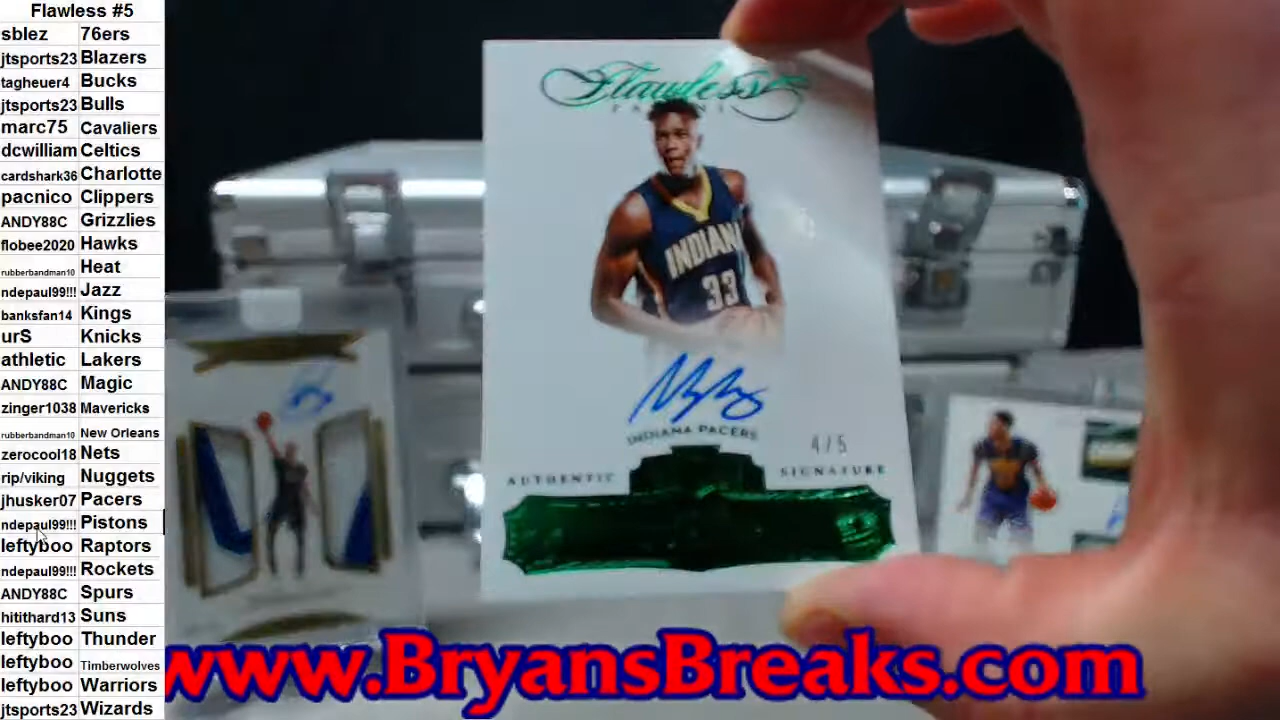 Flawless #5
sblez 76ers
jtsports23 Blazers
tagheuer4 Bucks
jtsports23 Bulls
marc75 Cavaliers
dcwilliam Celtics
cardshark36 Charlotte
pacnico Clippers
ANDY88C Grizzlies
flobee2020 Hawks
rubberbandman10 Heat
ndepaul99!!! Jazz
banksfan14 Kings
urS Knicks
athletic Lakers
ANDY88C Magic
zinger1038 Mavericks
rubberbandman10 New Orleans
zerocool18 Nets
rip/viking Nuggets
jhusker07 Pacers
ndepaul99!!! Pistons
leftyboo Raptors
ndepaul99!!! Rockets
ANDY88C Spurs
hitithard13 Suns
leftyboo Thunder
leftyboo Timberwolves
leftyboo Warriors
jtsports23 Wizards
Flawless
PANINI
INDIANA
33
INDIANA PACERS
4/5
AUTHENTIC SIGNATURE
www.BryansBreaks.com